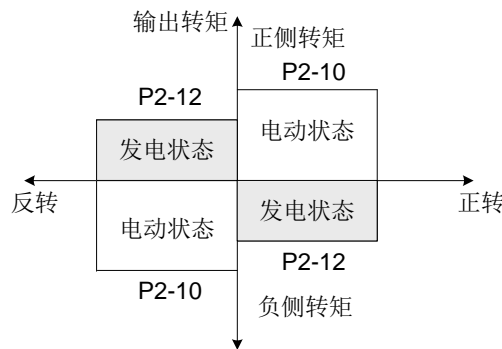 输出转矩
正侧转矩
P2-10
P2-12
电动状态
发电状态
反转
正转
电动状态
发电状态
P2-12
P2-10
负侧转矩